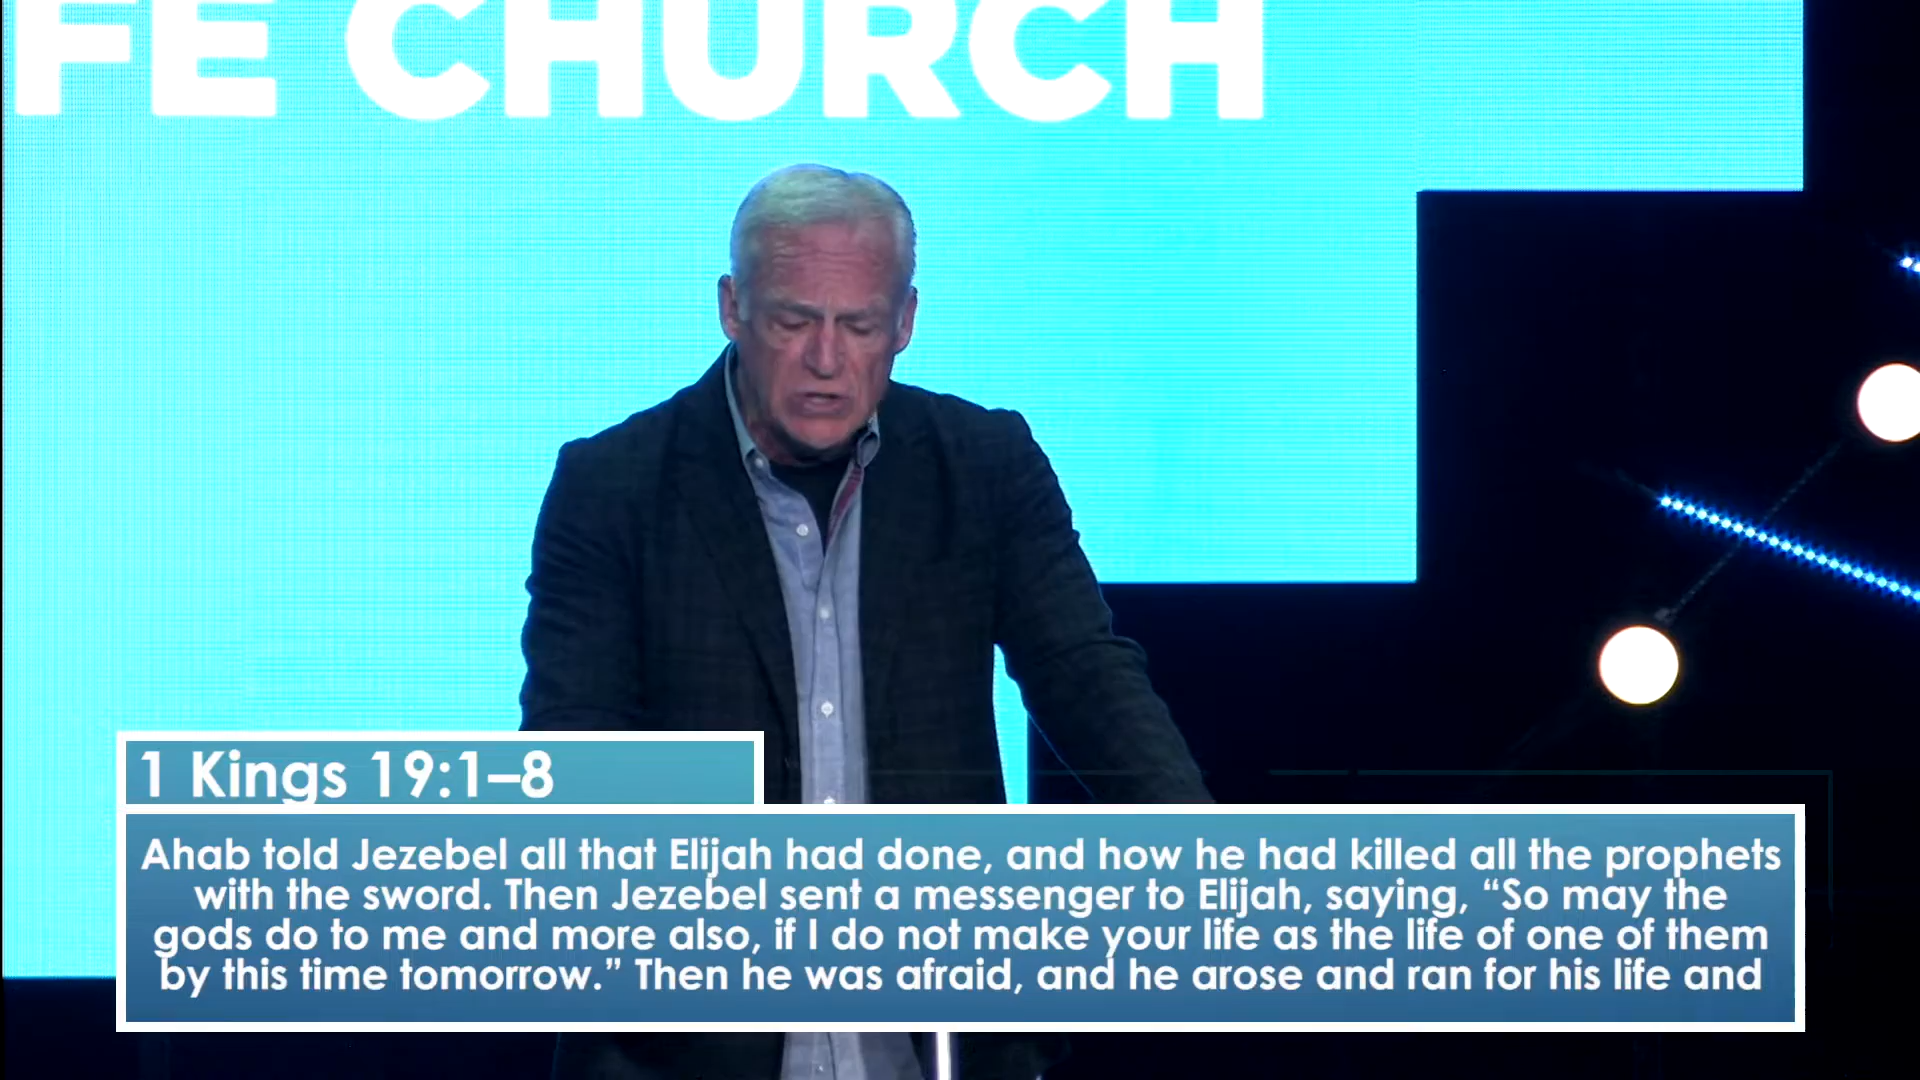 FE CHURCH
1 Kings 19:1–8
Ahab told Jezebel all that Elijah had done, and how he had killed all the prophets
with the sword. Then Jezebel sent a messenger to Elijah, saying, “So may the
gods do to me and more also, if I do not make your life as the life of one of them
by this time tomorrow.” Then he was afraid, and he arose and ran for his life and